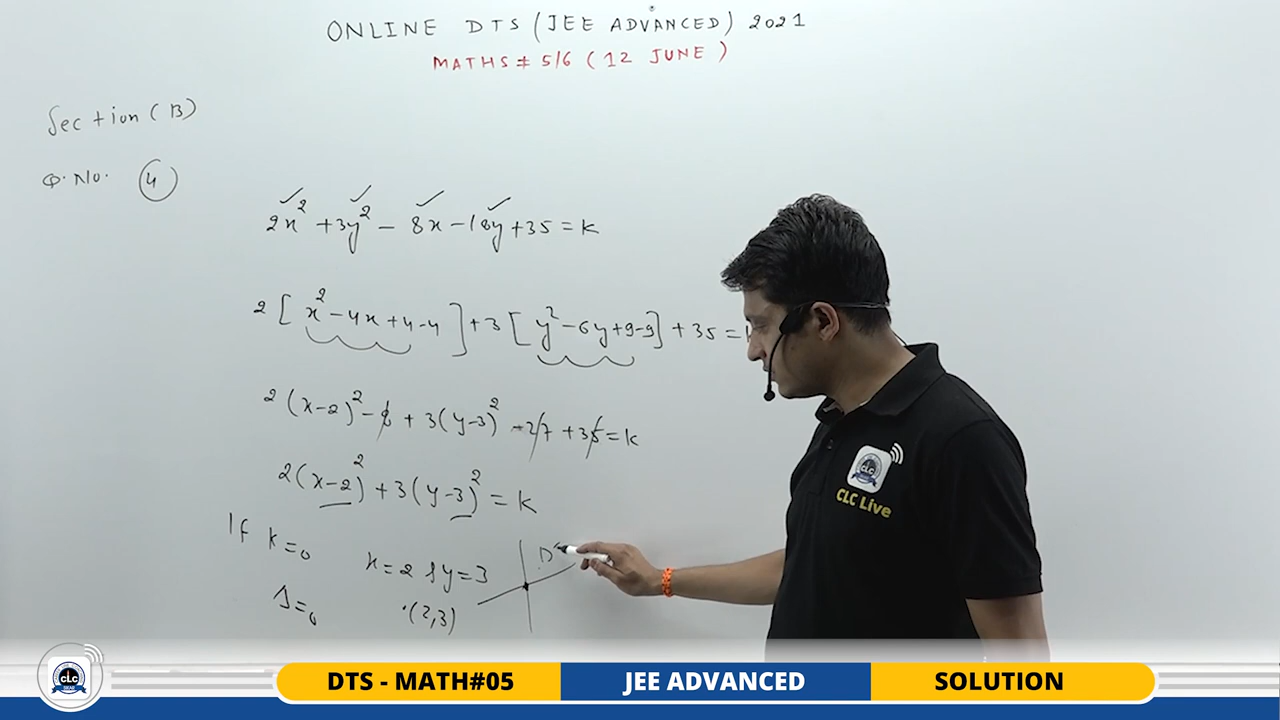 ONLINE DTS (JEE ADVANCED) 2021
MATHS # 5/6 (12 JUNE)
Section (B)
Q. No. 4
2x² + 3y² - 8x - 18y + 35 = k
2[x² - 4x + 4 - 4] + 3[y² - 6y + 9 - 9] + 35 =
2(x-2)² - 8 + 3(y-3)² - 27 + 35 = k
2(x-2)² + 3(y-3)² = k
If k = 0
x = 2 & y = 3
Δ = 0
(2,3)
CLC
CLC Live
CLC
SIKAR
DTS - MATH#05
JEE ADVANCED
SOLUTION